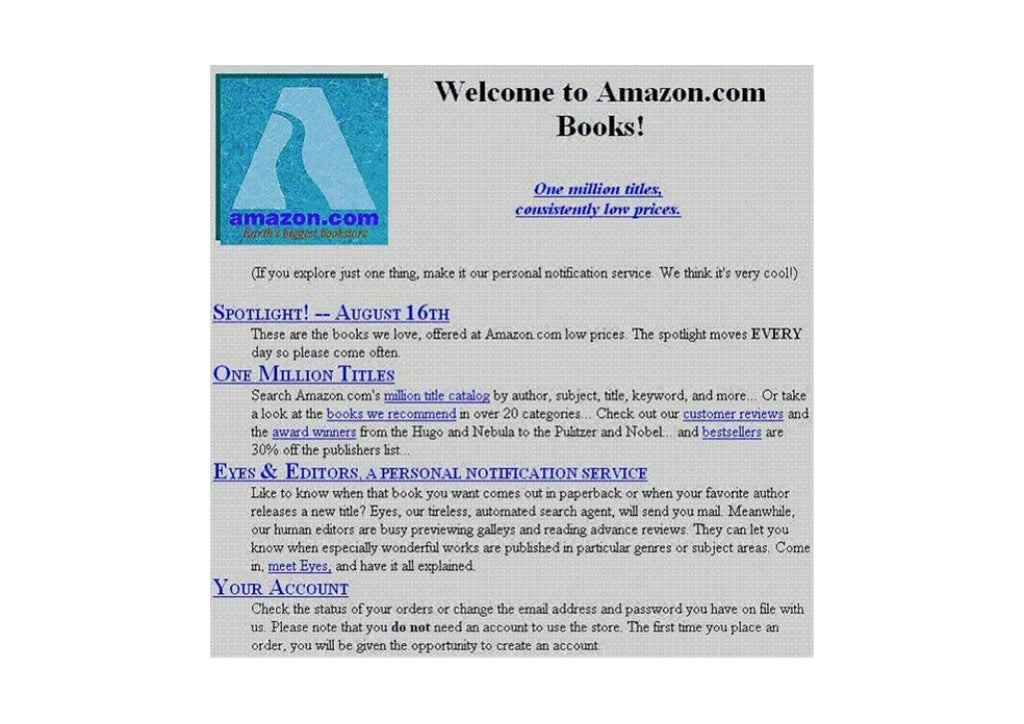 Welcome to Amazon.com
Books!
One million titles,
consistently low prices.
amazon.com
Earth's biggest bookstore
(If you explore just one thing, make it our personal notification service. We think it's very cool!)
SPOTLIGHT! -- AUGUST 16TH
These are the books we love, offered at Amazon.com low prices. The spotlight moves EVERY
day so please come often.
ONE MILLION TITLES
Search Amazon.com's million title catalog by author, subject, title, keyword, and more... Or take
a look at the books we recommend in over 20 categories... Check out our customer reviews and
the award winners from the Hugo and Nebula to the Pulitzer and Nobel... and bestsellers are
30% off the publishers list...
EYES & EDITORS, A PERSONAL NOTIFICATION SERVICE
Like to know when that book you want comes out in paperback or when your favorite author
releases a new title? Eyes, our tireless, automated search agent, will send you mail. Meanwhile,
our human editors are busy previewing galleys and reading advance reviews. They can let you
know when especially wonderful works are published in particular genres or subject areas. Come
in, meet Eyes, and have it all explained.
YOUR ACCOUNT
Check the status of your orders or change the email address and password you have on file with
us. Please note that you do not need an account to use the store. The first time you place an
order, you will be given the opportunity to create an account.